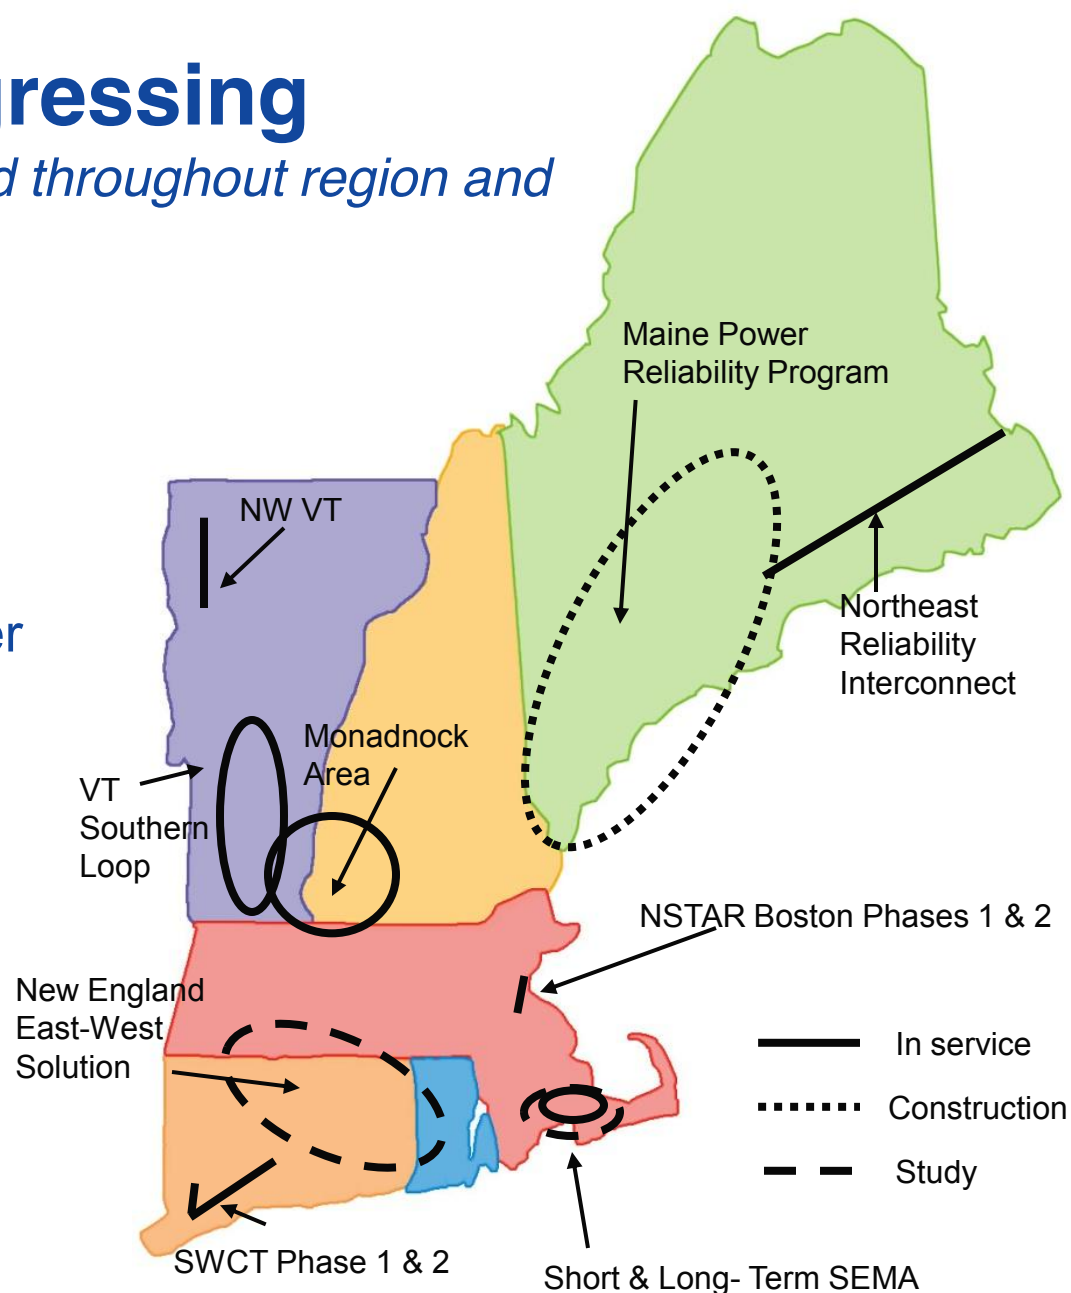 gressing
d throughout region and
Maine Power
Reliability Program
NW VT
er
Northeast
Reliability
Interconnect
Monadnock
Area
VT
Southern
Loop
NSTAR Boston Phases 1 & 2
New England
East-West
Solution
In service
Construction
Study
SWCT Phase 1 & 2
Short & Long- Term SEMA